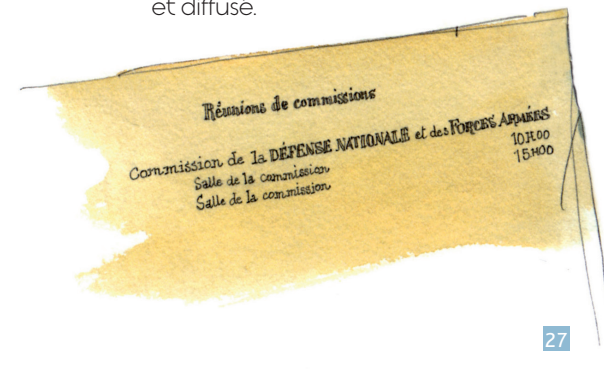 et diffusé.
Réunions de commissions
Commission de la DÉFENSE NATIONALE et des FORCES ARMÉES
Salle de la commission 10H00
Salle de la commission 15H00
27